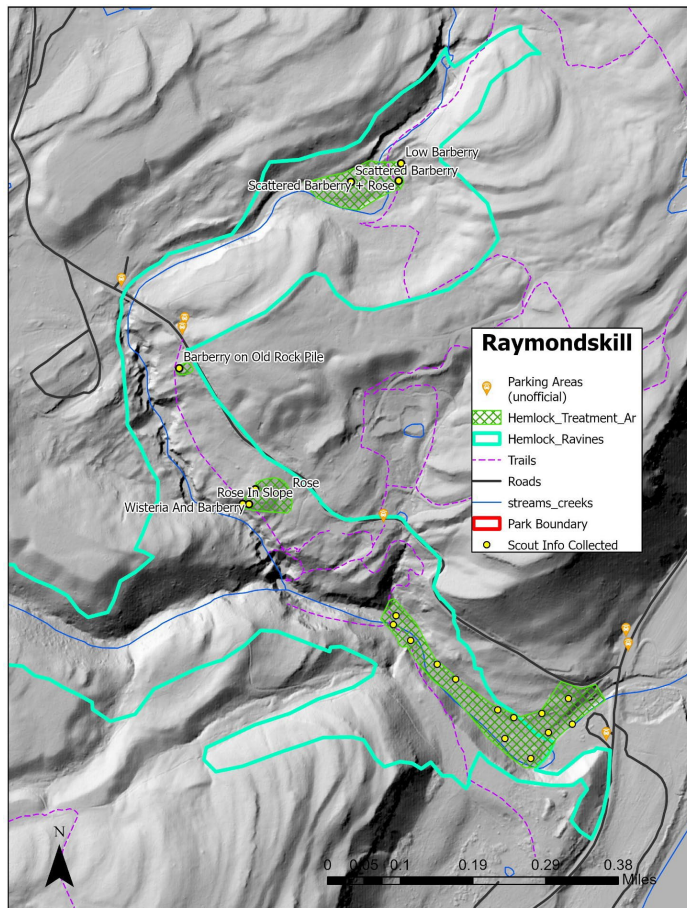 Low Barberry
Scattered Barberry
Scattered Barberry + Rose
Barberry on Old Rock Pile
Rose
Rose In Slope
Wisteria And Barberry
Raymondskill
Parking Areas
(unofficial)
Hemlock_Treatment_Ar
Hemlock_Ravines
Trails
Roads
streams_creeks
Park Boundary
Scout Info Collected
N
0 0.05 0.1 0.19 0.29 0.38
Miles